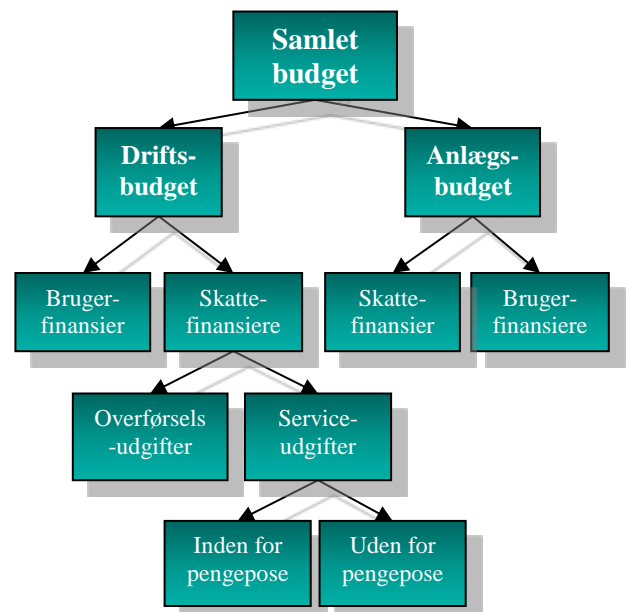 Samlet
budget
Drifts-
budget
Anlægs-
budget
Bruger-
finansier
Skatte-
finansiere
Skatte-
finansier
Bruger-
finansiere
Overførsels
-udgifter
Service-
udgifter
Inden for
pengepose
Uden for
pengepose